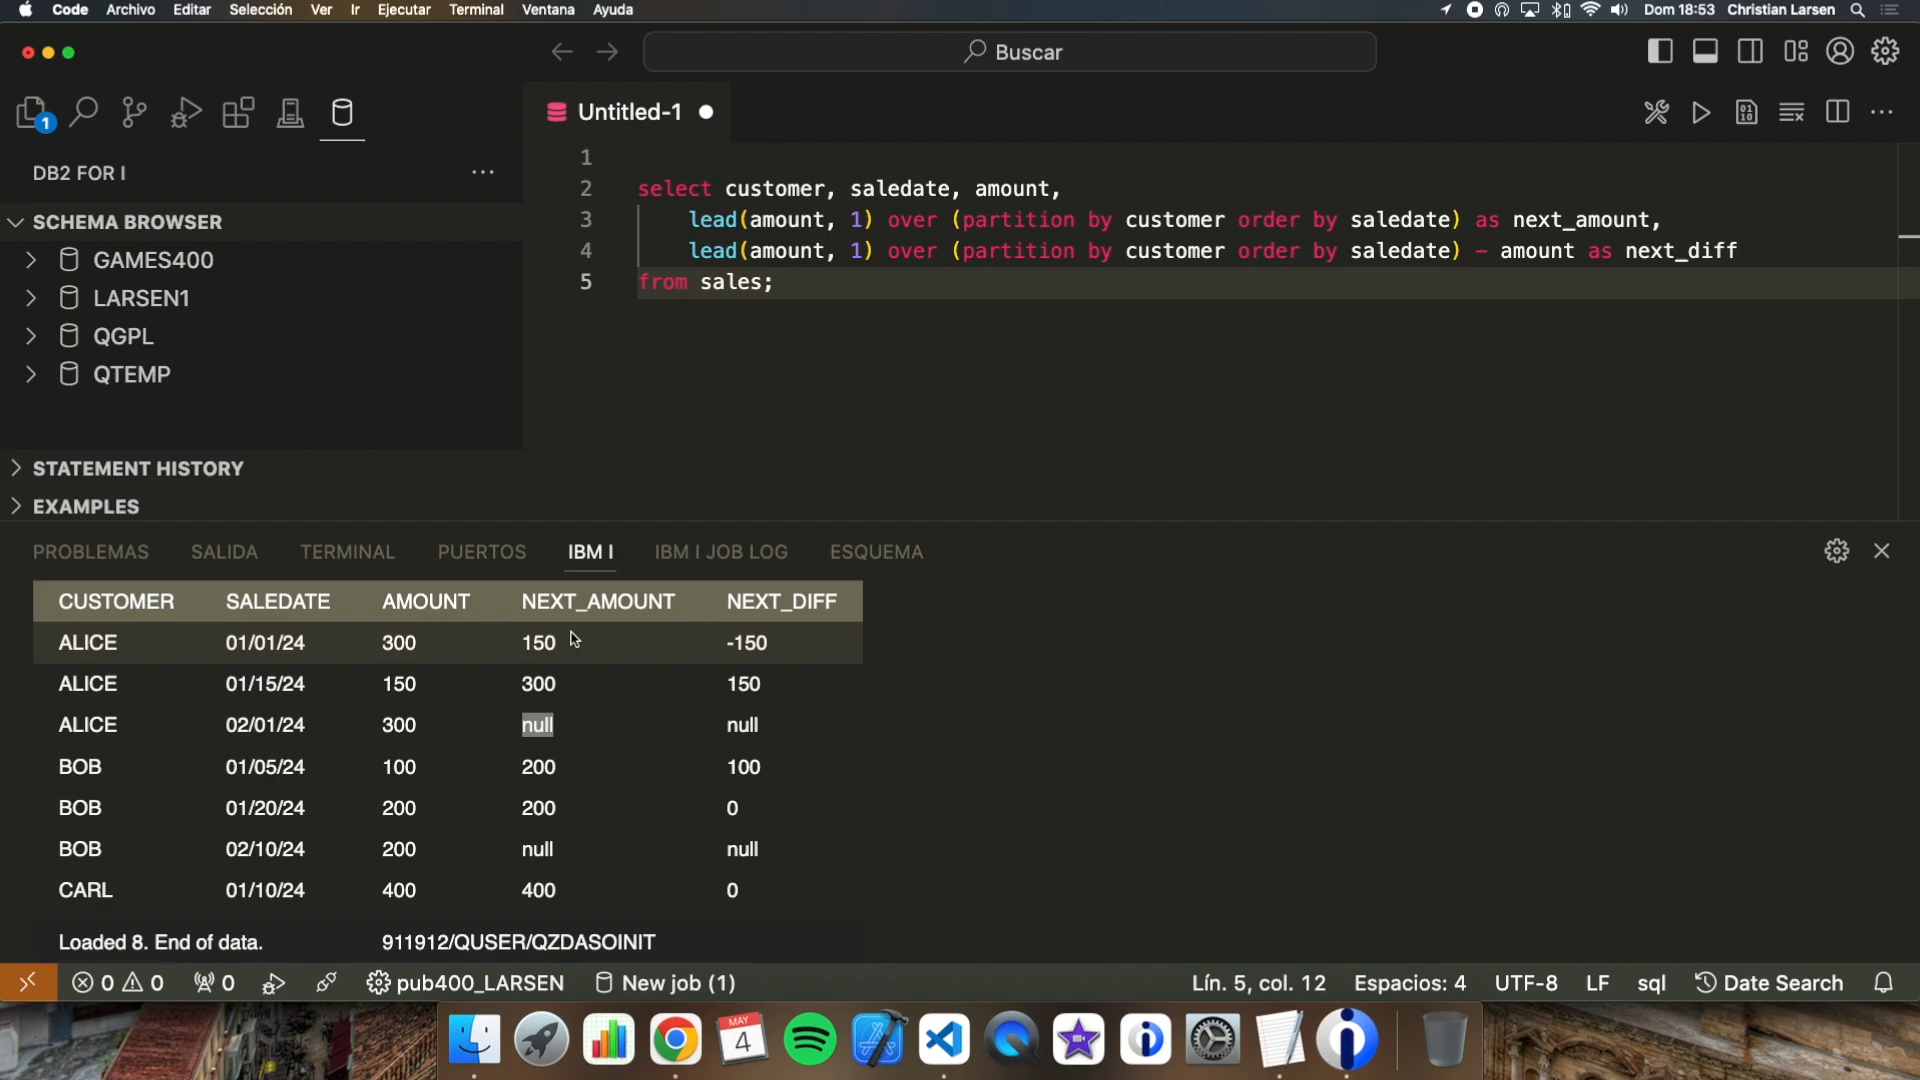 Code Archivo Editar Selección Ver Ir Ejecutar Terminal Ventana Ayuda Dom 18:53 Christian Larsen
Buscar
1
Untitled-1
DB2 FOR I
SCHEMA BROWSER
GAMES400
LARSEN1
QGPL
QTEMP
STATEMENT HISTORY
EXAMPLES
1
2 select customer, saledate, amount,
3 lead(amount, 1) over (partition by customer order by saledate) as next_amount,
4 lead(amount, 1) over (partition by customer order by saledate) - amount as next_diff
5 from sales;
PROBLEMAS SALIDA TERMINAL PUERTOS IBM I IBM I JOB LOG ESQUEMA
CUSTOMER SALEDATE AMOUNT NEXT_AMOUNT NEXT_DIFF
ALICE 01/01/24 300 150 -150
ALICE 01/15/24 150 300 150
ALICE 02/01/24 300 null null
BOB 01/05/24 100 200 100
BOB 01/20/24 200 200 0
BOB 02/10/24 200 null null
CARL 01/10/24 400 400 0
Loaded 8. End of data. 911912/QUSER/QZDASOINIT
0 0 0 pub400_LARSEN New job (1) Lín. 5, col. 12 Espacios: 4 UTF-8 LF sql Date Search
MAY
4